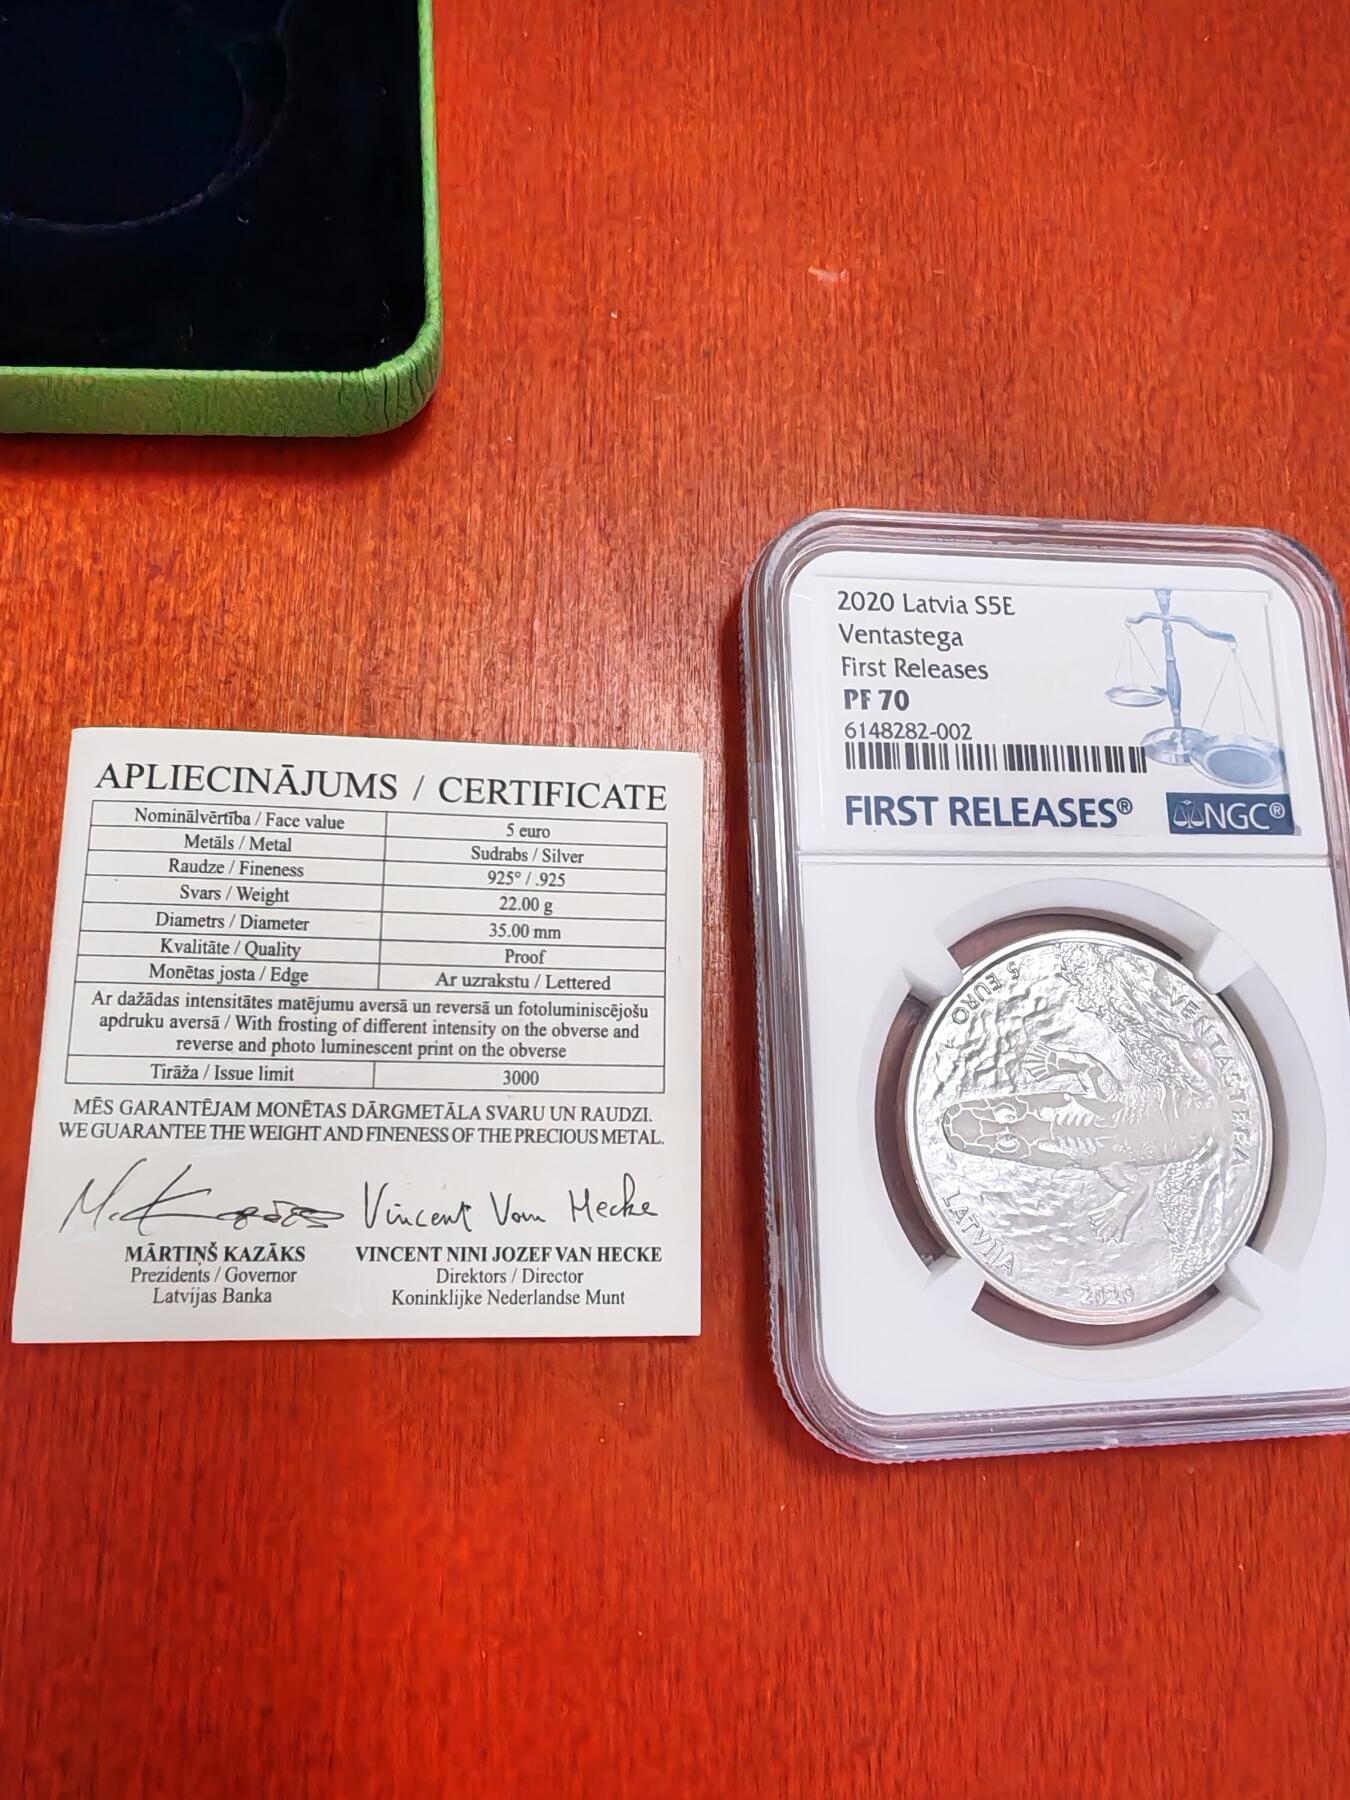 APLIECINĀJUMS / CERTIFICATE
Nominālvērtība / Face value 5 euro
Metāls / Metal Sudrabs / Silver
Raudze / Fineness 925° / .925
Svars / Weight 22.00 g
Diametrs / Diameter 35.00 mm
Kvalitāte / Quality Proof
Monētas josta / Edge Ar uzrakstu / Lettered
Ar dažādas intensitātes matējumu aversā un reversā un fotoluminiscējošu
apdruku aversā / With frosting of different intensity on the obverse and
reverse and photo luminescent print on the obverse
Tirāža / Issue limit 3000
MĒS GARANTĒJAM MONĒTAS DĀRGMETĀLA SVARU UN RAUDZI.
WE GUARANTEE THE WEIGHT AND FINENESS OF THE PRECIOUS METAL.
Vincent Van Hecke
MĀRTIŅŠ KAZĀKS VINCENT NINI JOZEF VAN HECKE
Prezidents / Governor Direktors / Director
Latvijas Banka Koninklijke Nederlandse Munt
2020 Latvia S5E
Ventastega
First Releases
PF 70
6148282-002
FIRST RELEASES® NGC®
5 EURO
VENTASTEGA
LATVIJA
2020